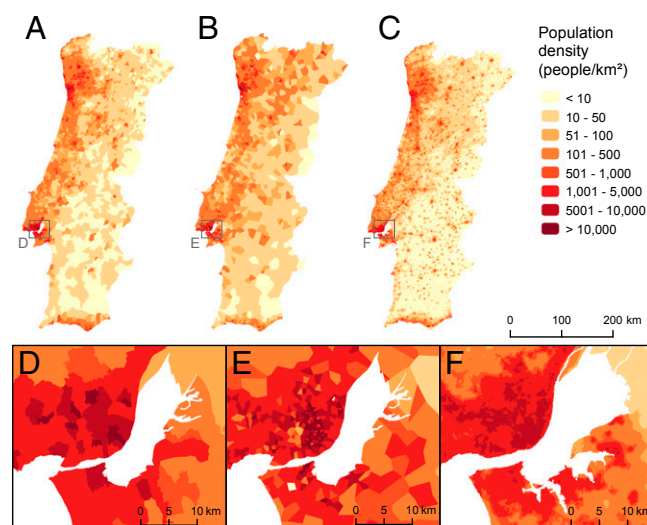 A B C
Population
density
(people/km²)
< 10
10 - 50
51 - 100
101 - 500
501 - 1,000
1,001 - 5,000
5001 - 10,000
> 10,000
D E F
0 100 200 km
D E F
0 5 10 km 0 5 10 km 0 5 10 km